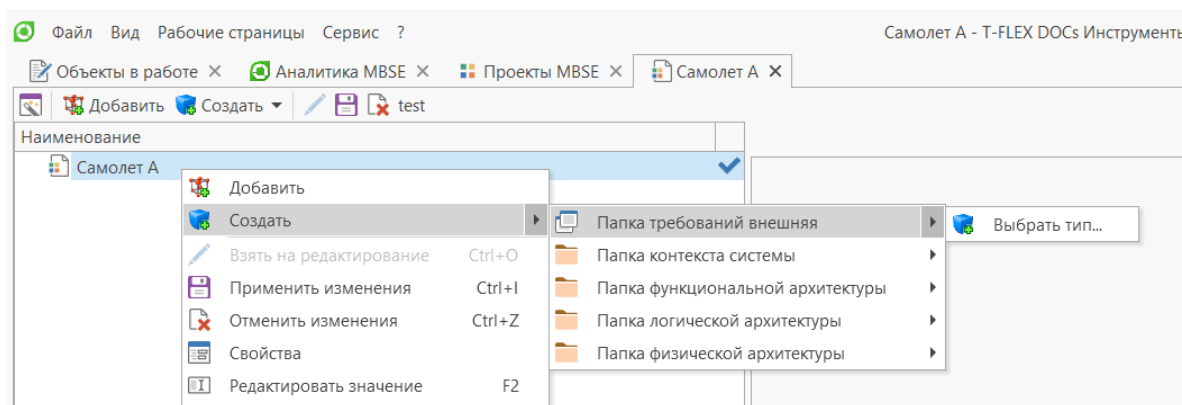 Файл Вид Рабочие страницы Сервис ? Самолет А - T-FLEX DOCs Инструменты
Объекты в работе Аналитика MBSE Проекты MBSE Самолет А
Добавить Создать test
Наименование
Самолет А
Добавить
Создать Папка требований внешняя Выбрать тип...
Взять на редактирование Ctrl+O Папка контекста системы
Применить изменения Ctrl+I Папка функциональной архитектуры
Отменить изменения Ctrl+Z Папка логической архитектуры
Свойства Папка физической архитектуры
Редактировать значение F2